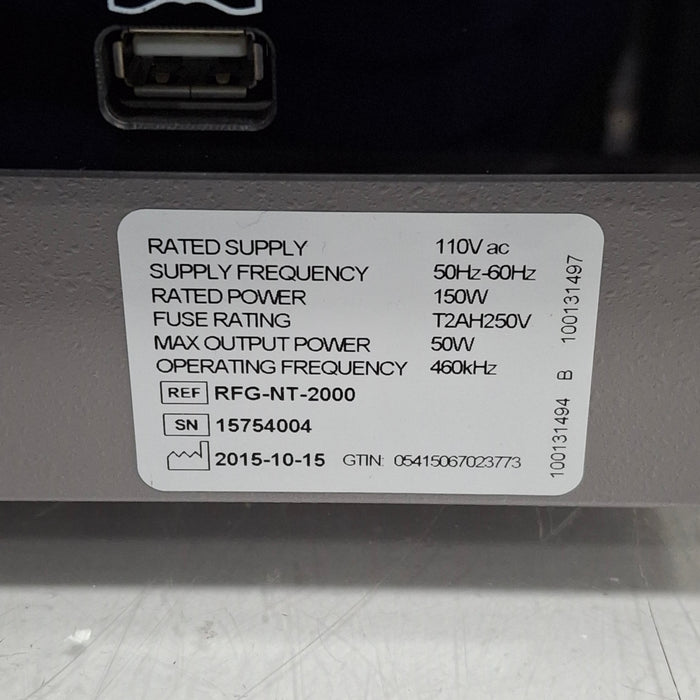 RATED SUPPLY 110V ac
SUPPLY FREQUENCY 50Hz-60Hz
RATED POWER 150W
FUSE RATING T2AH250V
MAX OUTPUT POWER 50W
OPERATING FREQUENCY 460kHz
REF RFG-NT-2000
SN 15754004
2015-10-15 GTIN: 05415067023773
100131494 B 100131497